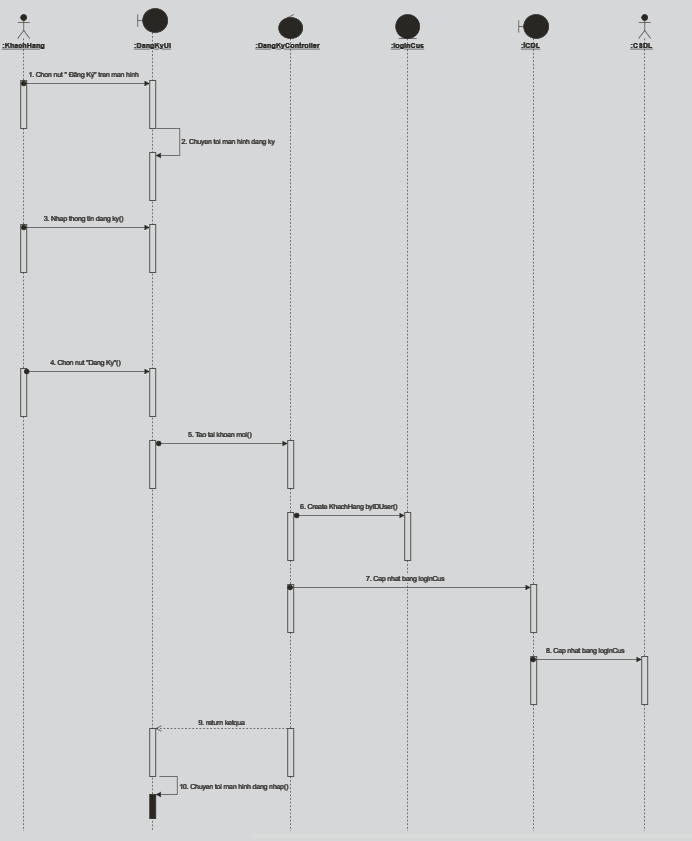 :KhachHang :DangKyUI :DangKyController :loginCus :ICDL :CSDL
1. Chon nut " Đăng Ký" tren man hinh
2. Chuyen toi man hinh dang ky
3. Nhap thong tin dang ky()
4. Chon nut "Dang Ky"()
5. Tao tai khoan moi()
6. Create KhachHang byIDUser()
7. Cap nhat bang loginCus
8. Cap nhat bang loginCus
9. return ketqua
10. Chuyen toi man hinh dang nhap()